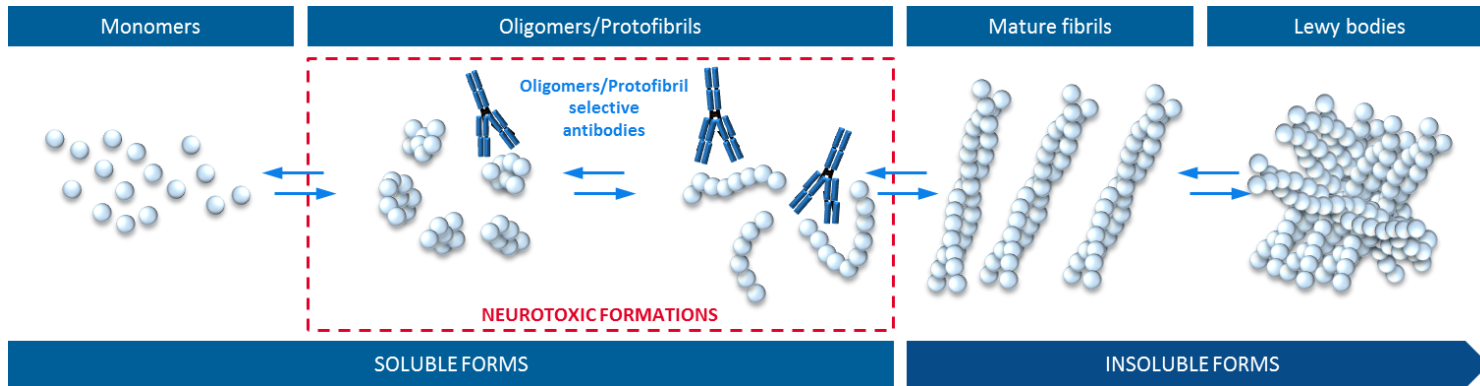 Monomers
Oligomers/Protofibrils
Mature fibrils
Lewy bodies
Oligomers/Protofibril
selective
antibodies
NEUROTOXIC FORMATIONS
SOLUBLE FORMS
INSOLUBLE FORMS